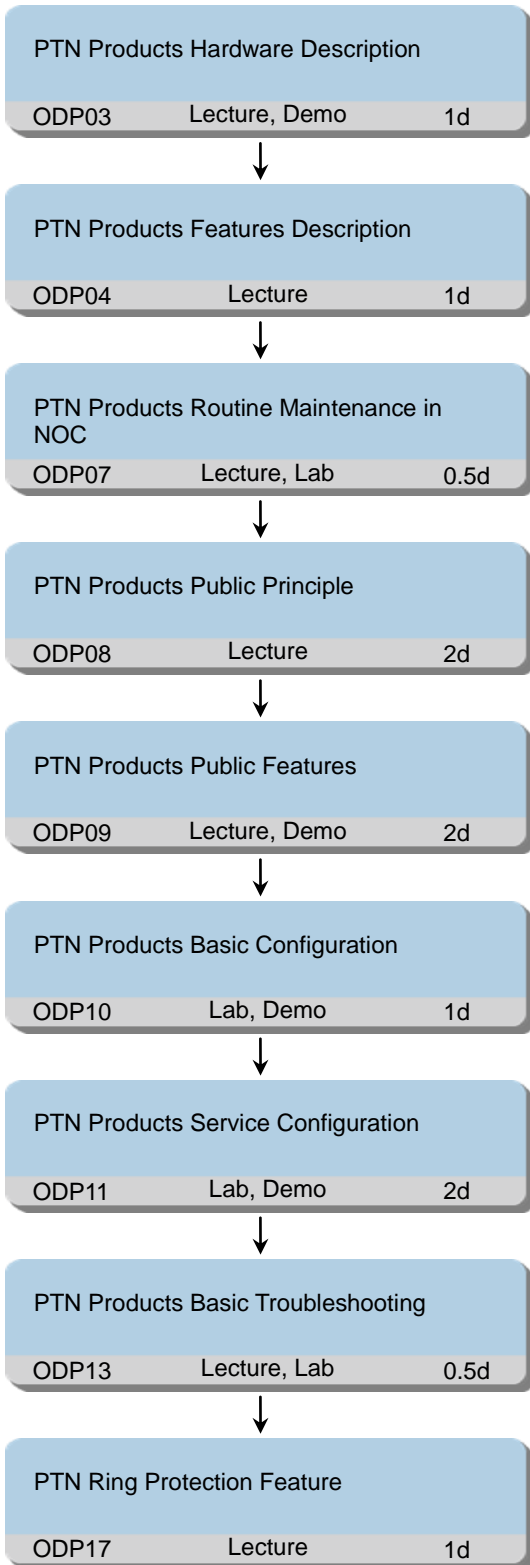 PTN Products Hardware Description
ODP03 Lecture, Demo 1d
PTN Products Features Description
ODP04 Lecture 1d
PTN Products Routine Maintenance in
NOC
ODP07 Lecture, Lab 0.5d
PTN Products Public Principle
ODP08 Lecture 2d
PTN Products Public Features
ODP09 Lecture, Demo 2d
PTN Products Basic Configuration
ODP10 Lab, Demo 1d
PTN Products Service Configuration
ODP11 Lab, Demo 2d
PTN Products Basic Troubleshooting
ODP13 Lecture, Lab 0.5d
PTN Ring Protection Feature
ODP17 Lecture 1d